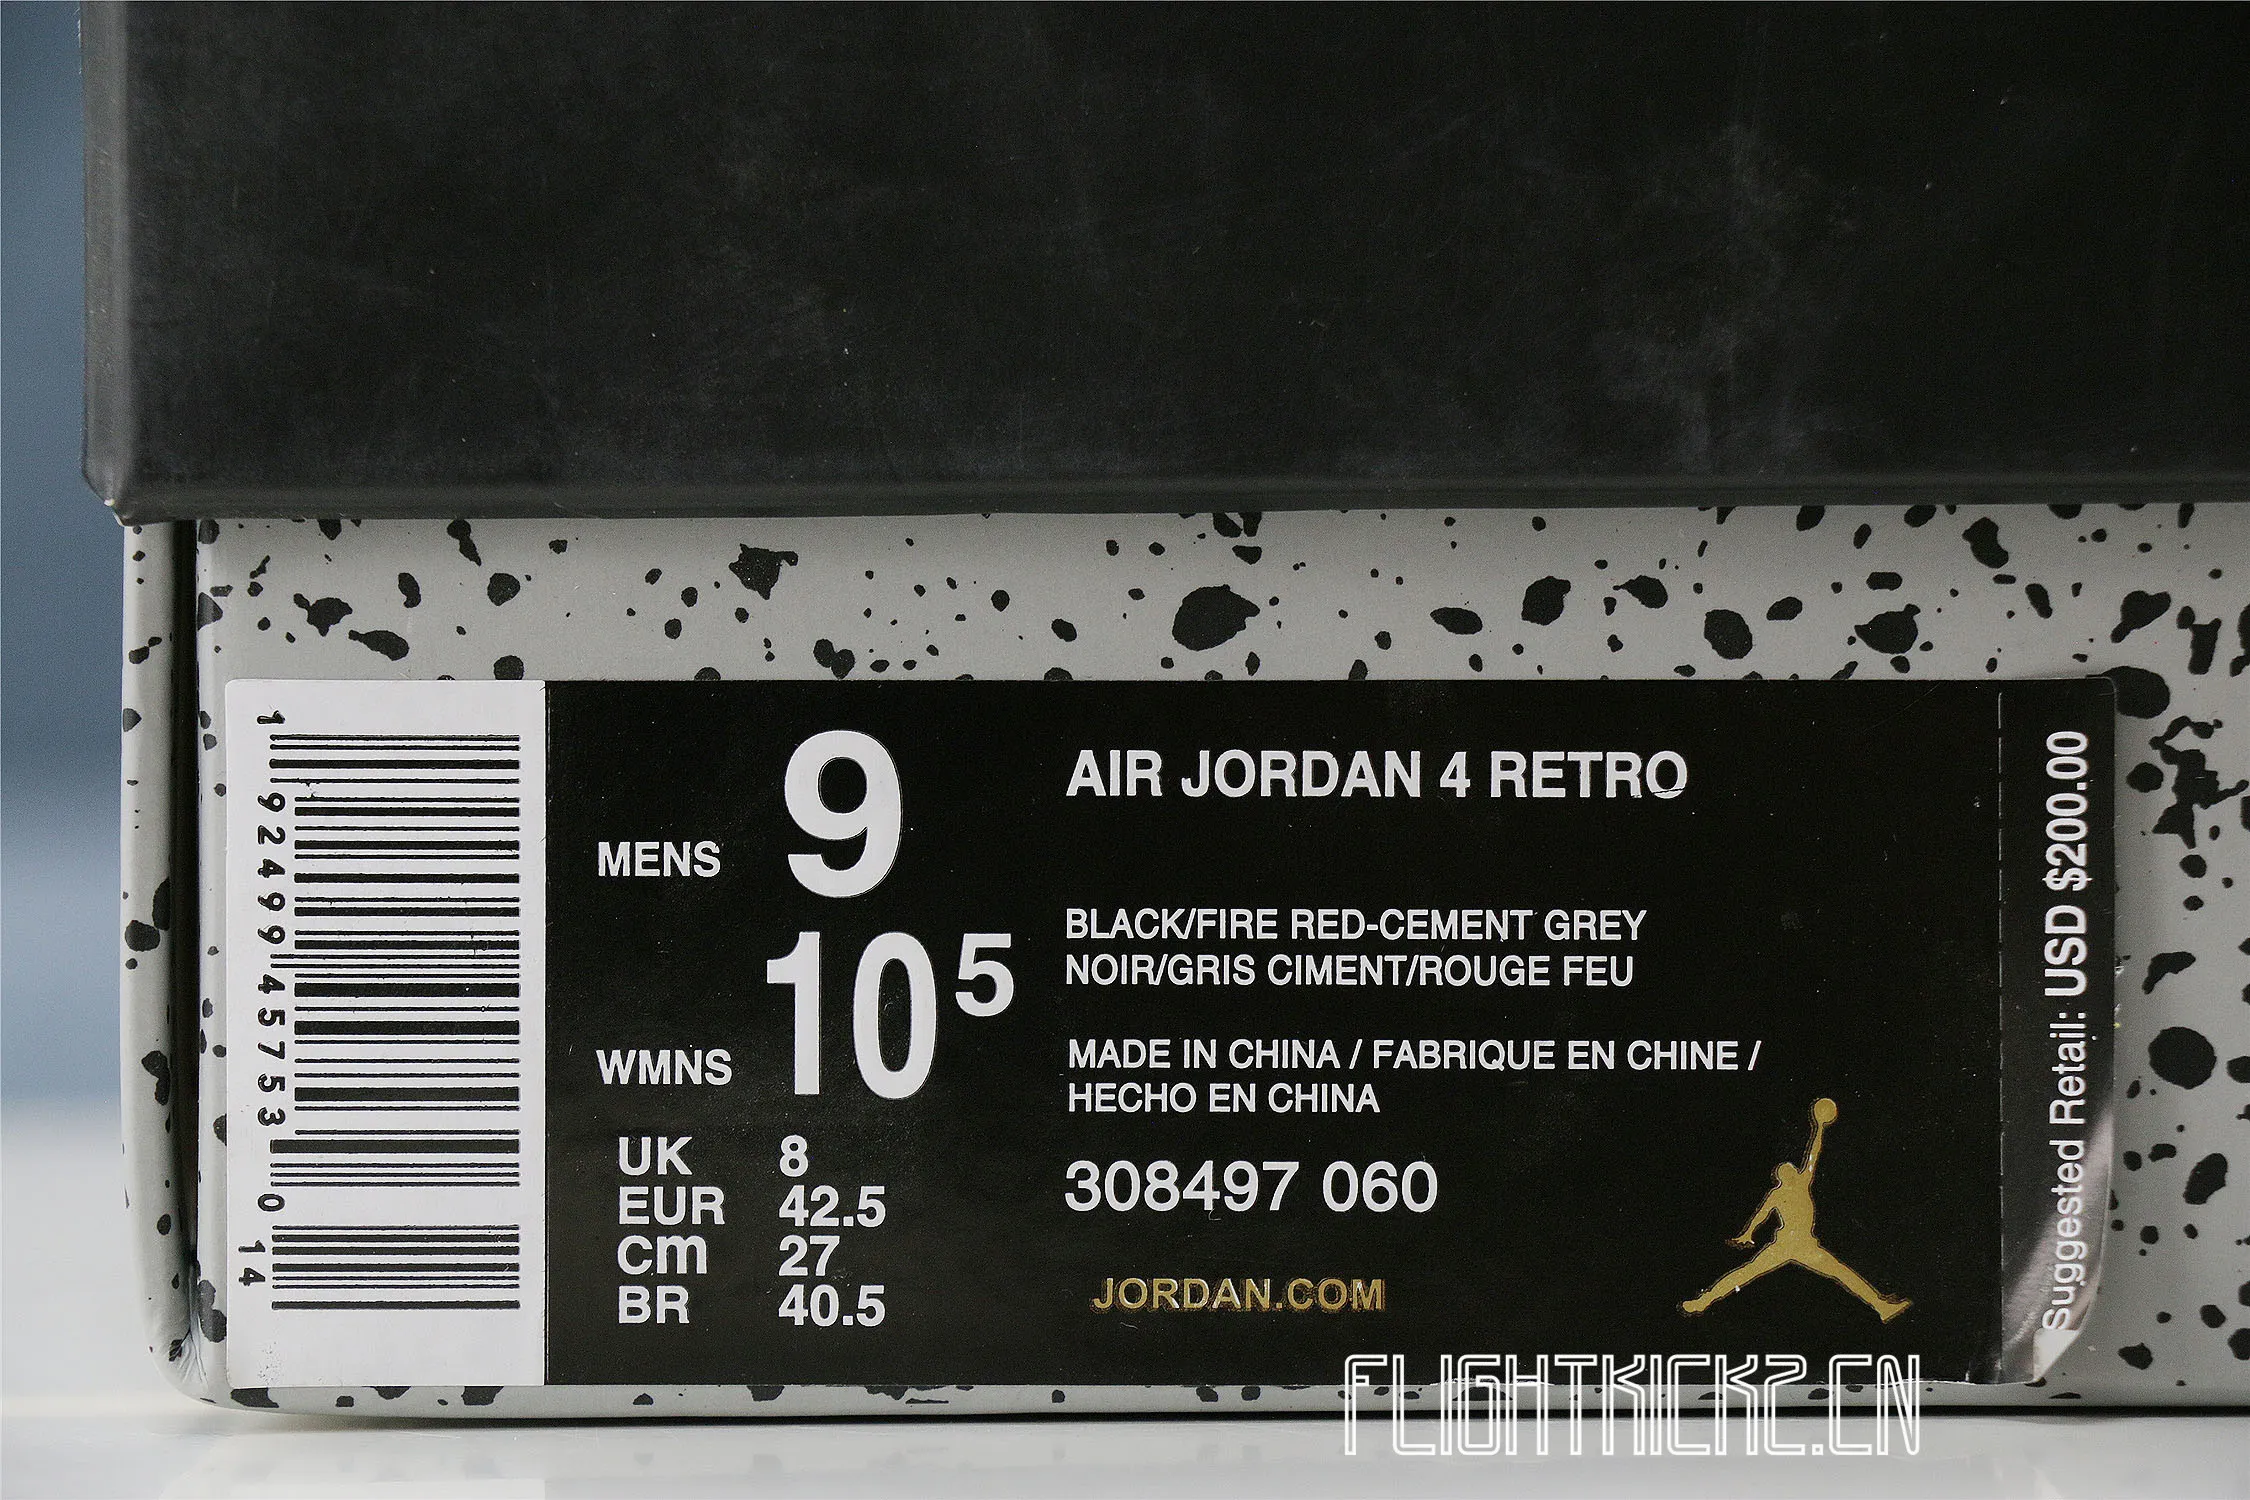 1 92499 45753 0 14
MENS 9
WMNS 10 5
UK 8
EUR 42.5
cm 27
BR 40.5
AIR JORDAN 4 RETRO
BLACK/FIRE RED-CEMENT GREY
NOIR/GRIS CIMENT/ROUGE FEU
MADE IN CHINA / FABRIQUE EN CHINE /
HECHO EN CHINA
308497 060
JORDAN.COM
Suggested Retail: USD $200.00
FLIGHTKICKZ.CN